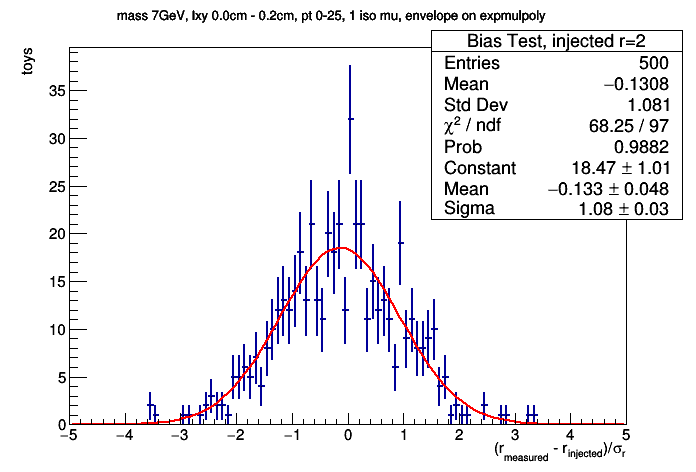 mass 7GeV, lxy 0.0cm - 0.2cm, pt 0-25, 1 iso mu, envelope on expmulpoly
toys
Bias Test, injected r=2
Entries 500
Mean −0.1308
Std Dev 1.081
χ² / ndf 68.25 / 97
Prob 0.9882
Constant 18.47 ± 1.01
Mean −0.133 ± 0.048
Sigma 1.08 ± 0.03
35
30
25
20
15
10
5
0
−5 −4 −3 −2 −1 0 1 2 3 4 5
(r_measured - r_injected)/σ_r